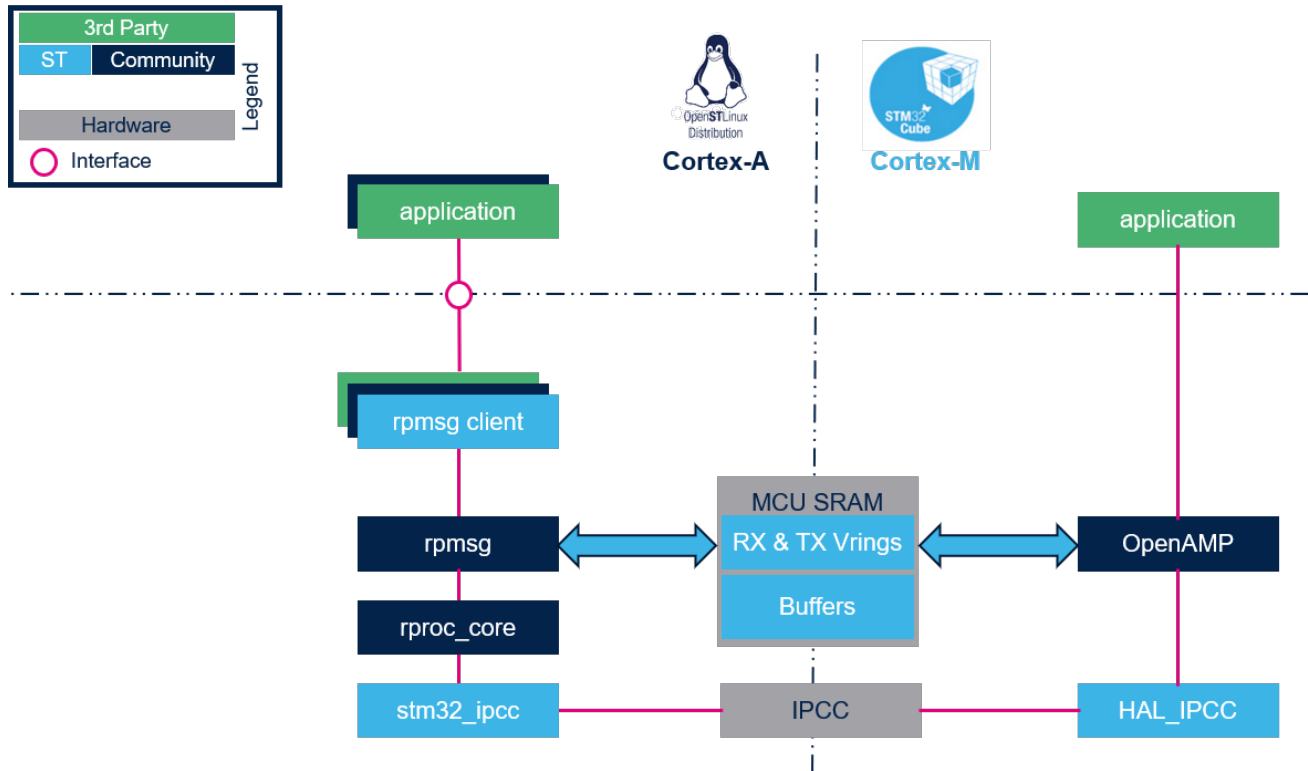 3rd Party
ST
Community
Hardware
Interface
Legend
OpenSTLinux
Distribution
Cortex-A
STM32
Cube
Cortex-M
application
application
rpmsg client
MCU SRAM
rpmsg
RX & TX Vrings
OpenAMP
Buffers
rproc_core
stm32_ipcc
IPCC
HAL_IPCC